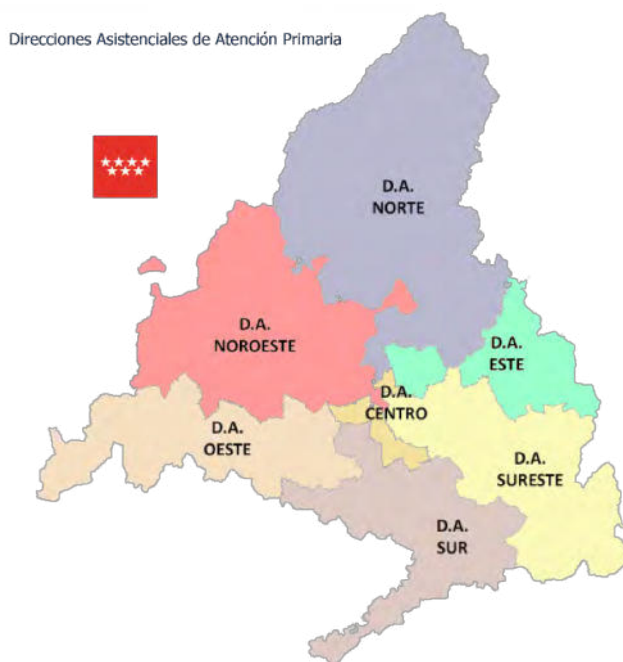 Direcciones Asistenciales de Atención Primaria
D.A.
NORTE
D.A.
NOROESTE
D.A.
ESTE
D.A.
CENTRO
D.A.
OESTE
D.A.
SURESTE
D.A.
SUR